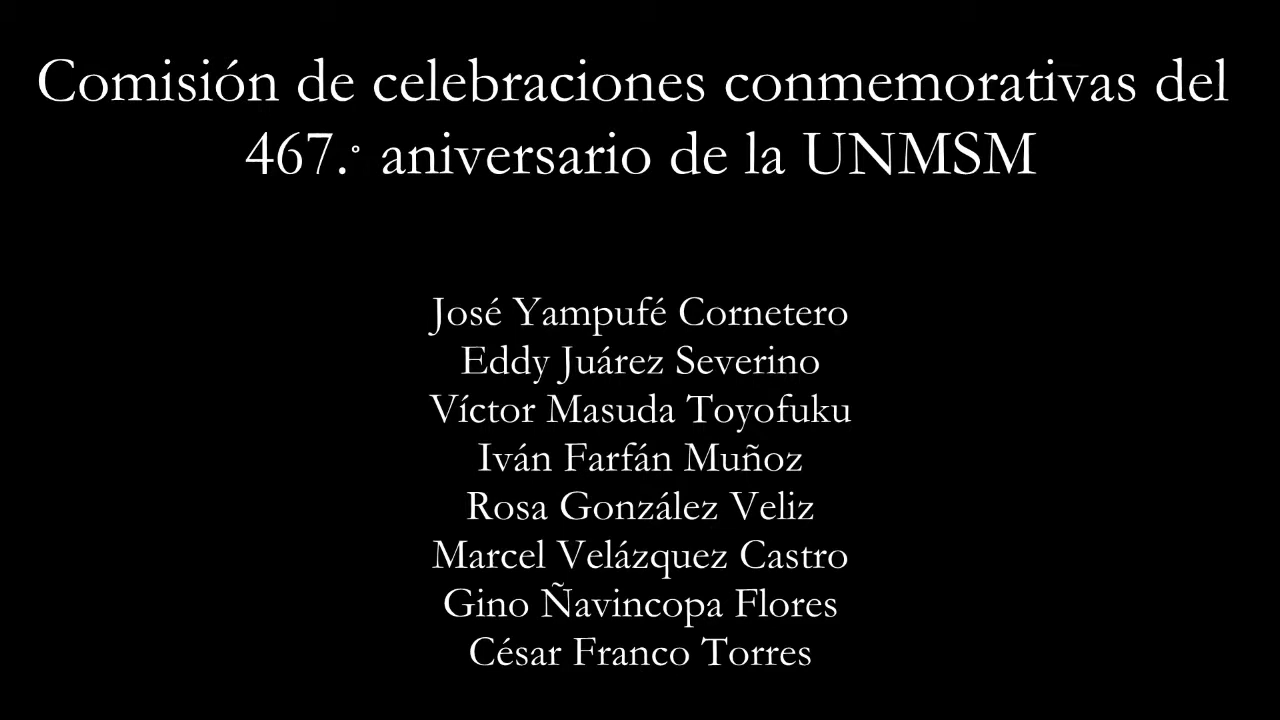 Comisión de celebraciones conmemorativas del
467.° aniversario de la UNMSM
José Yampufé Cornetero
Eddy Juárez Severino
Víctor Masuda Toyofuku
Iván Farfán Muñoz
Rosa González Veliz
Marcel Velázquez Castro
Gino Ñavincopa Flores
César Franco Torres